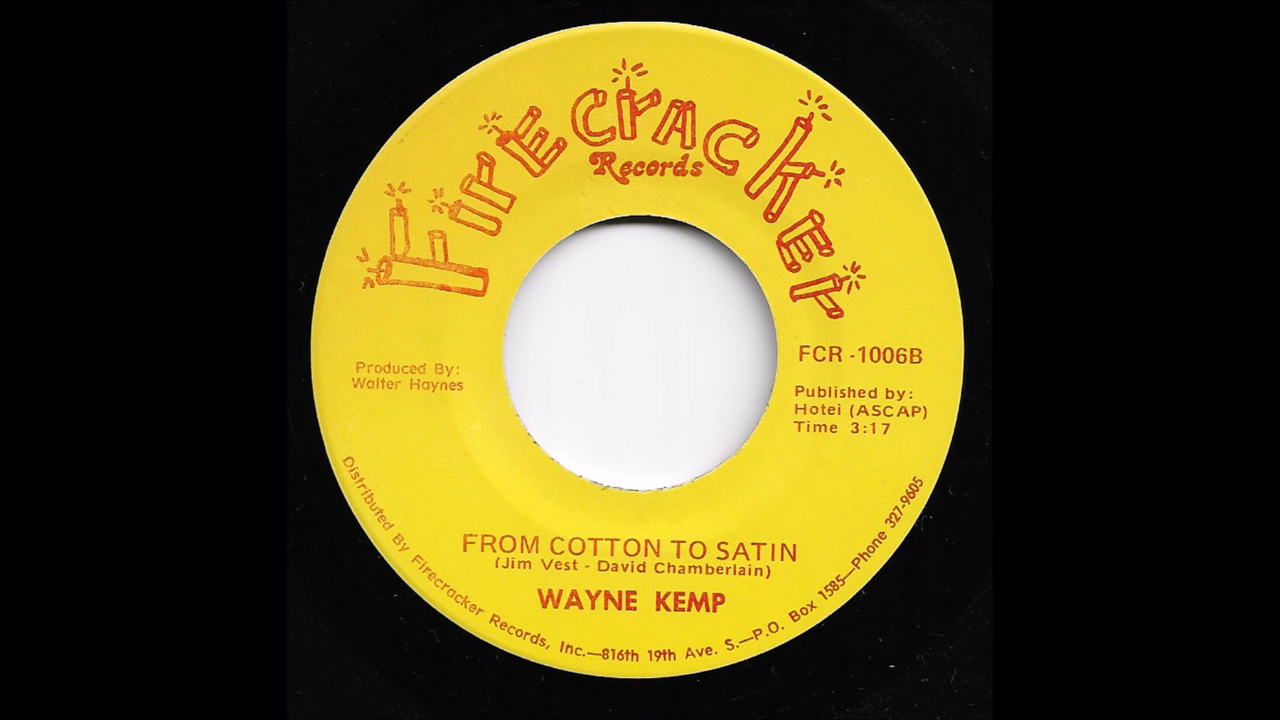 FirecrackEr
Records
FCR -1006B
Produced By:
Walter Haynes
Published by:
Hotei (ASCAP)
Time 3:17
FROM COTTON TO SATIN
(Jim Vest - David Chamberlain)
WAYNE KEMP
Distributed By Firecracker Records, Inc.—816th 19th Ave. S.—P.O. Box 1585—Phone 327-9605